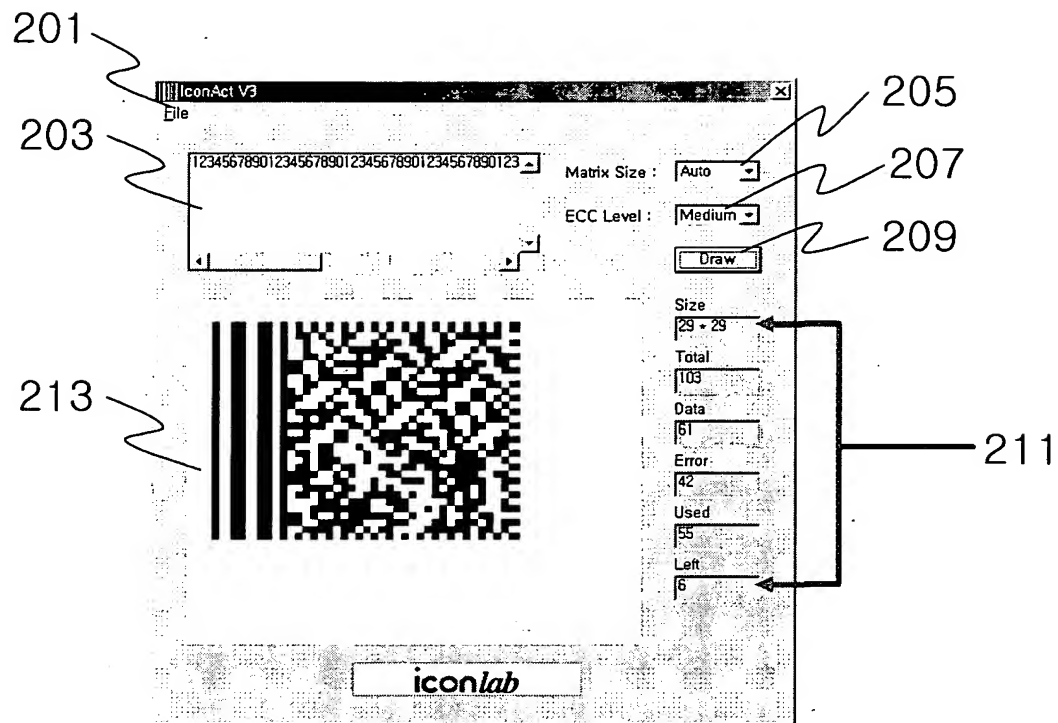 201
IconAct V3
File
203
12345678901234567890123456789012345678901 23
Matrix Size :
Auto
205
ECC Level :
Medium
207
Draw
209
Size
29 * 29
Total
103
Data
61
Error
42
Used
55
Left
6
211
213
iconlab